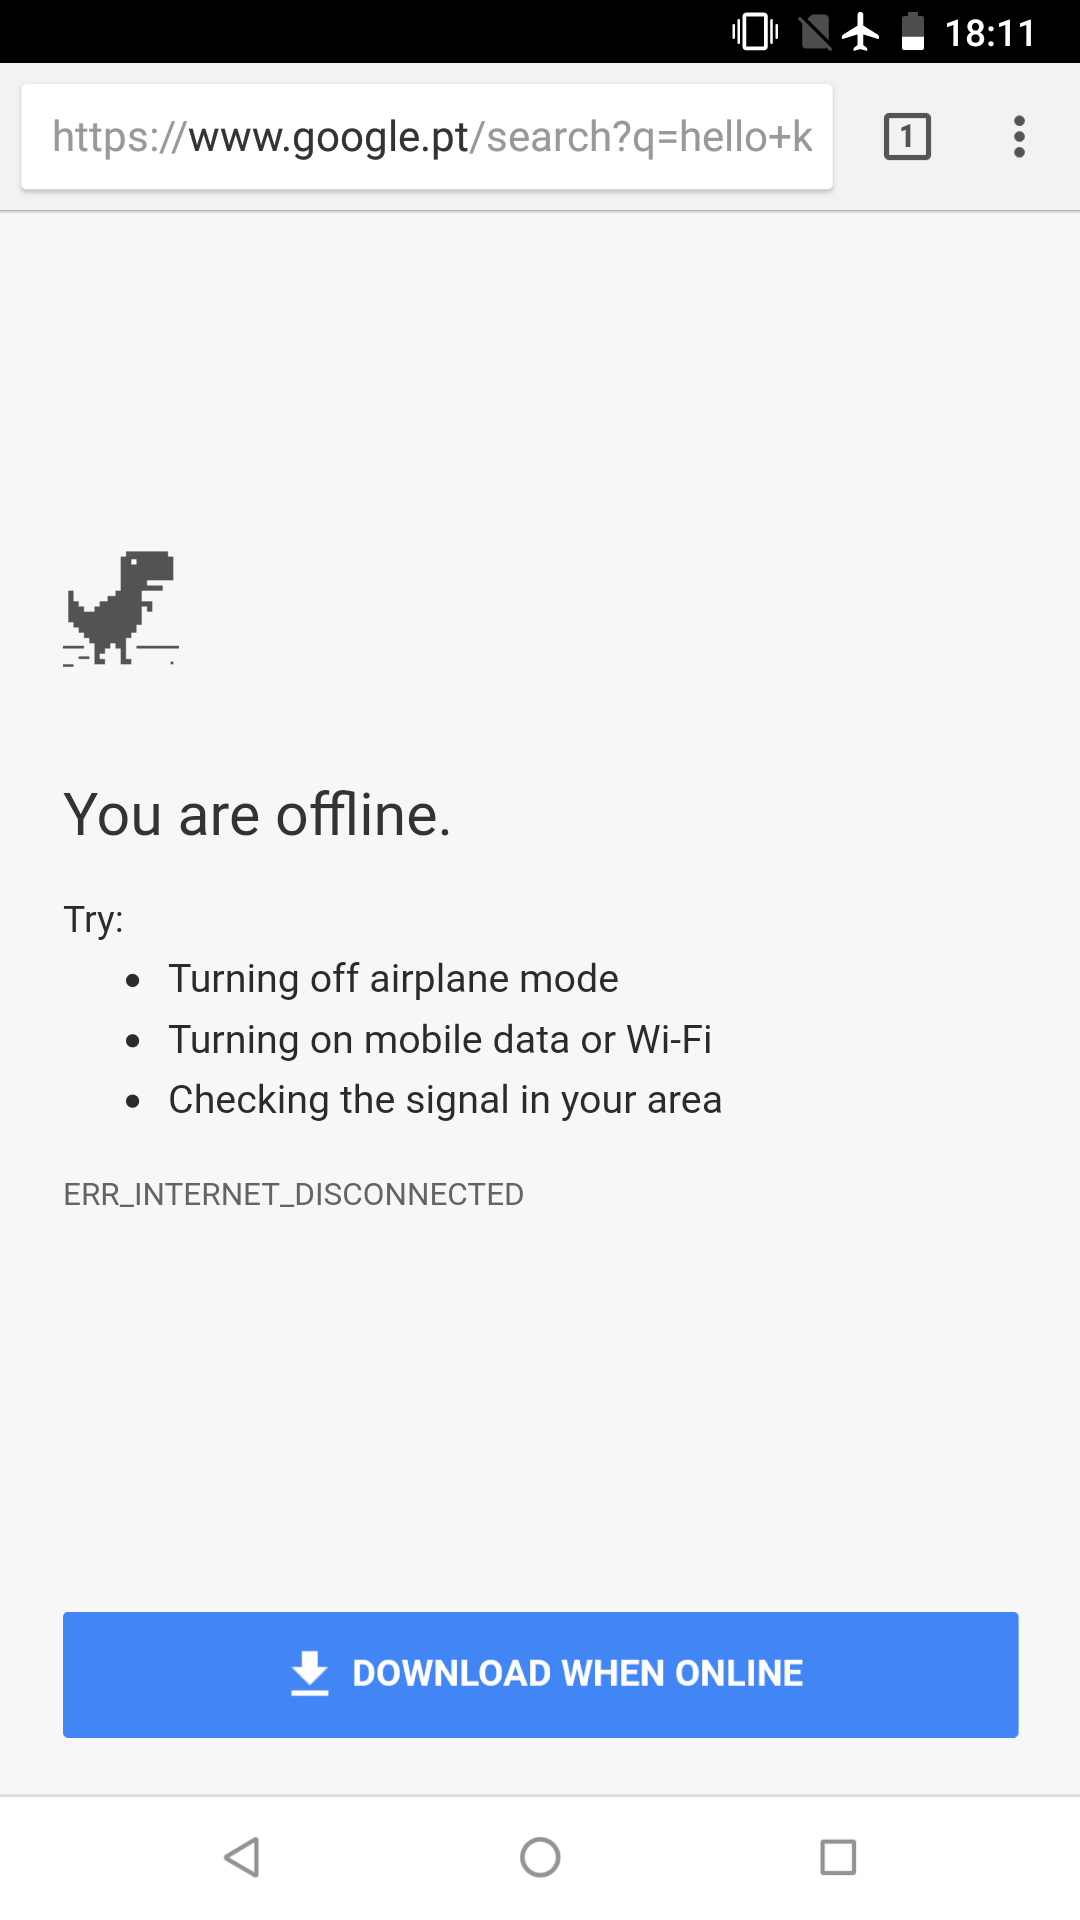 18:11
https://www.google.pt/search?q=hello+k
1
You are offline.
Try:
• Turning off airplane mode
• Turning on mobile data or Wi-Fi
• Checking the signal in your area
ERR_INTERNET_DISCONNECTED
DOWNLOAD WHEN ONLINE